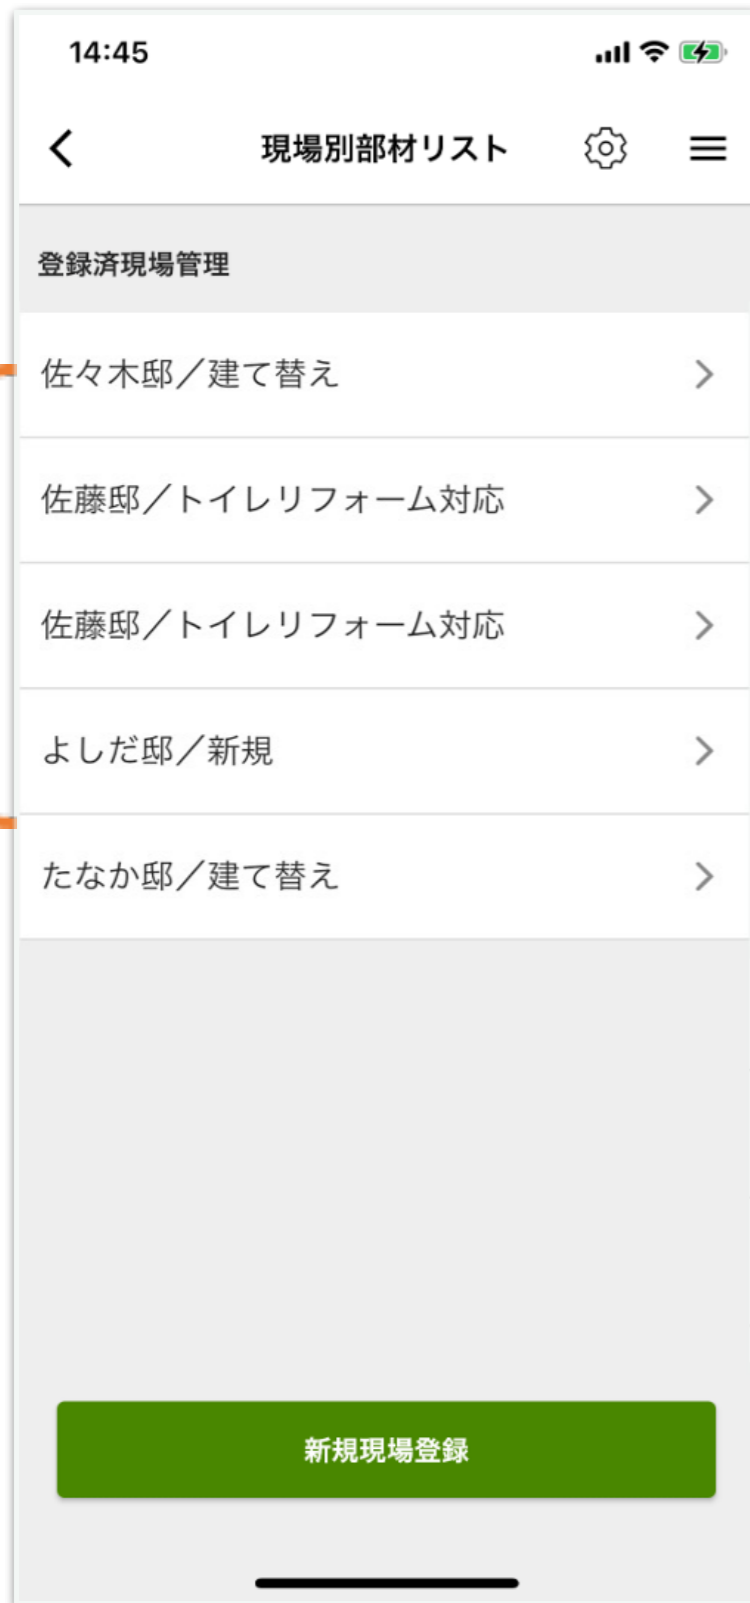 14:45
現場別部材リスト
登録済現場管理
佐々木邸／建て替え
佐藤邸／トイレリフォーム対応
佐藤邸／トイレリフォーム対応
よしだ邸／新規
たなか邸／建て替え
新規現場登録